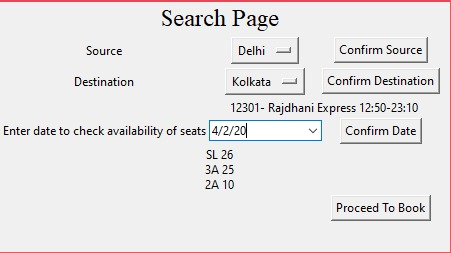 Search Page
Source Delhi Confirm Source
Destination Kolkata Confirm Destination
12301- Rajdhani Express 12:50-23:10
Enter date to check availability of seats 4/2/20 Confirm Date
SL 26
3A 25
2A 10
Proceed To Book